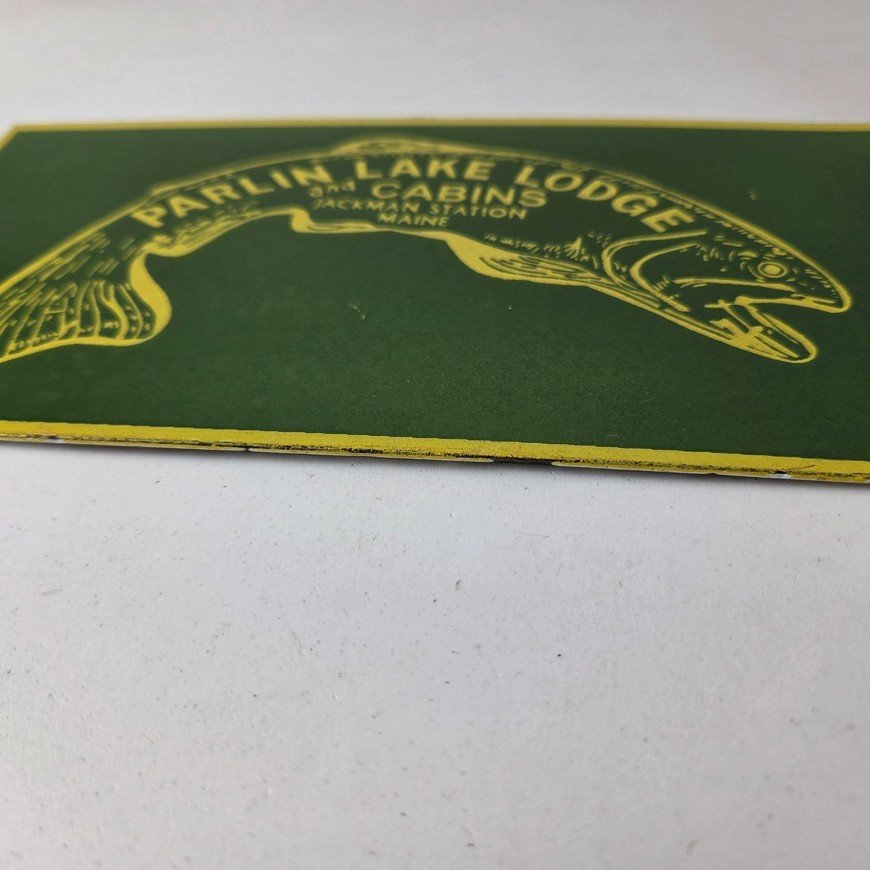 PARLIN LAKE LODGE
and CABINS
JACKMAN STATION
MAINE